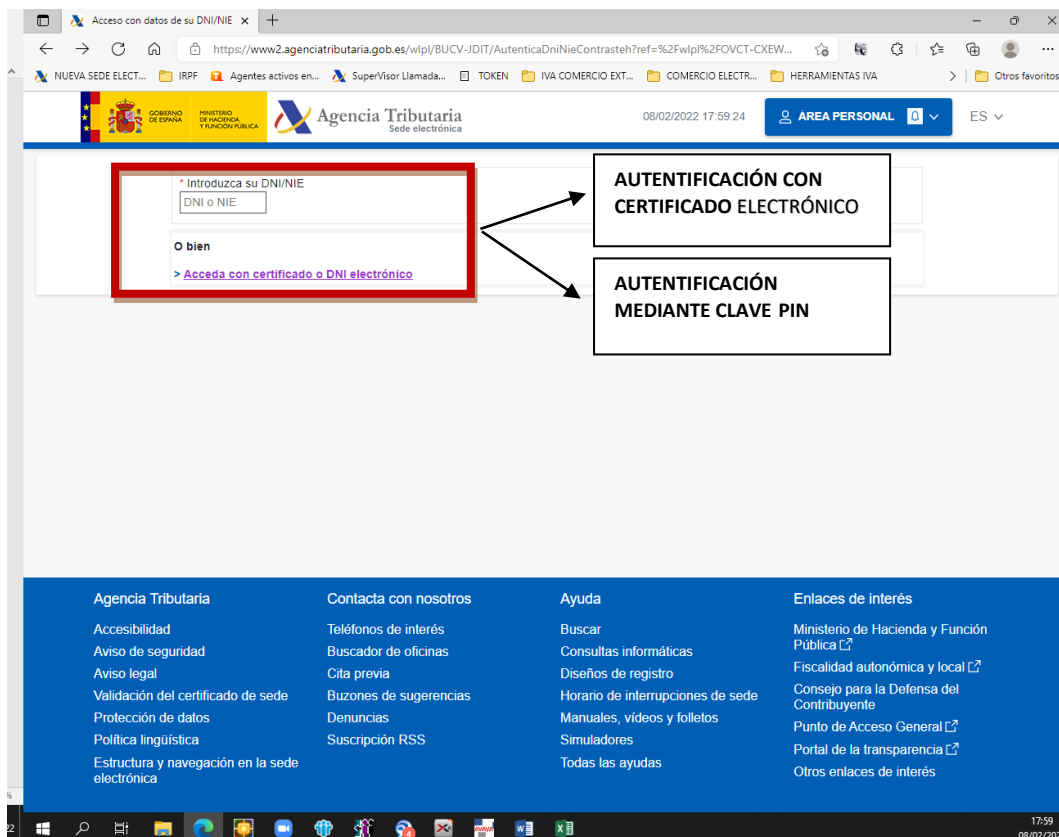 Acceso con datos de su DNI/NIE
https://www2.agenciatributaria.gob.es/wlpl/BUCV-JDIT/AutenticaDniNieContrasteh?ref=%2Fwlpl%2FOVCT-CXEW...
NUEVA SEDE ELECT... IRPF Agentes activos en... SuperVisor Llamada... TOKEN IVA COMERCIO EXT... COMERCIO ELECTR... HERRAMIENTAS IVA Otros favoritos
GOBIERNO DE ESPAÑA
MINISTERIO DE HACIENDA Y FUNCIÓN PÚBLICA
Agencia Tributaria
Sede electrónica
08/02/2022 17:59:24
ÁREA PERSONAL
ES
* Introduzca su DNI/NIE
DNI o NIE
O bien
> Acceda con certificado o DNI electrónico
AUTENTIFICACIÓN CON
CERTIFICADO ELECTRÓNICO
AUTENTIFICACIÓN
MEDIANTE CLAVE PIN
Agencia Tributaria
Accesibilidad
Aviso de seguridad
Aviso legal
Validación del certificado de sede
Protección de datos
Política lingüística
Estructura y navegación en la sede
electrónica
Contacta con nosotros
Teléfonos de interés
Buscador de oficinas
Cita previa
Buzones de sugerencias
Denuncias
Suscripción RSS
Ayuda
Buscar
Consultas informáticas
Diseños de registro
Horario de interrupciones de sede
Manuales, vídeos y folletos
Simuladores
Todas las ayudas
Enlaces de interés
Ministerio de Hacienda y Función
Pública
Fiscalidad autonómica y local
Consejo para la Defensa del
Contribuyente
Punto de Acceso General
Portal de la transparencia
Otros enlaces de interés
17:59
08/02/202